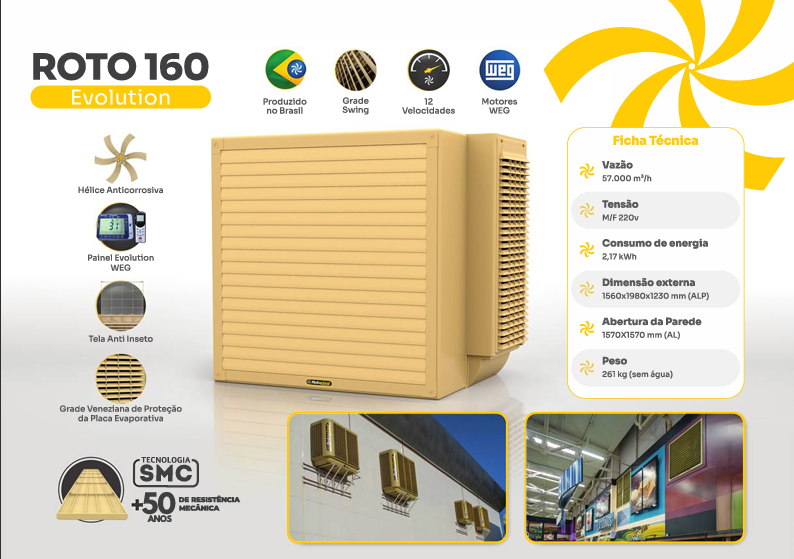 ROTO 160
Evolution
Produzido
no Brasil
Grade
Swing
12
Velocidades
weg
Motores
WEG
Hélice Anticorrosiva
Painel Evolution
WEG
Tela Anti Inseto
Grade Veneziana de Proteção
da Placa Evaporativa
TECNOLOGIA
SMC
+50
ANOS
DE RESISTÊNCIA
MECÂNICA
Ficha Técnica
Vazão
57.000 m³/h
Tensão
M/F 220v
Consumo de energia
2,17 kWh
Dimensão externa
1560x1980x1230 mm (ALP)
Abertura da Parede
1570X1570 mm (AL)
Peso
261 kg (sem água)